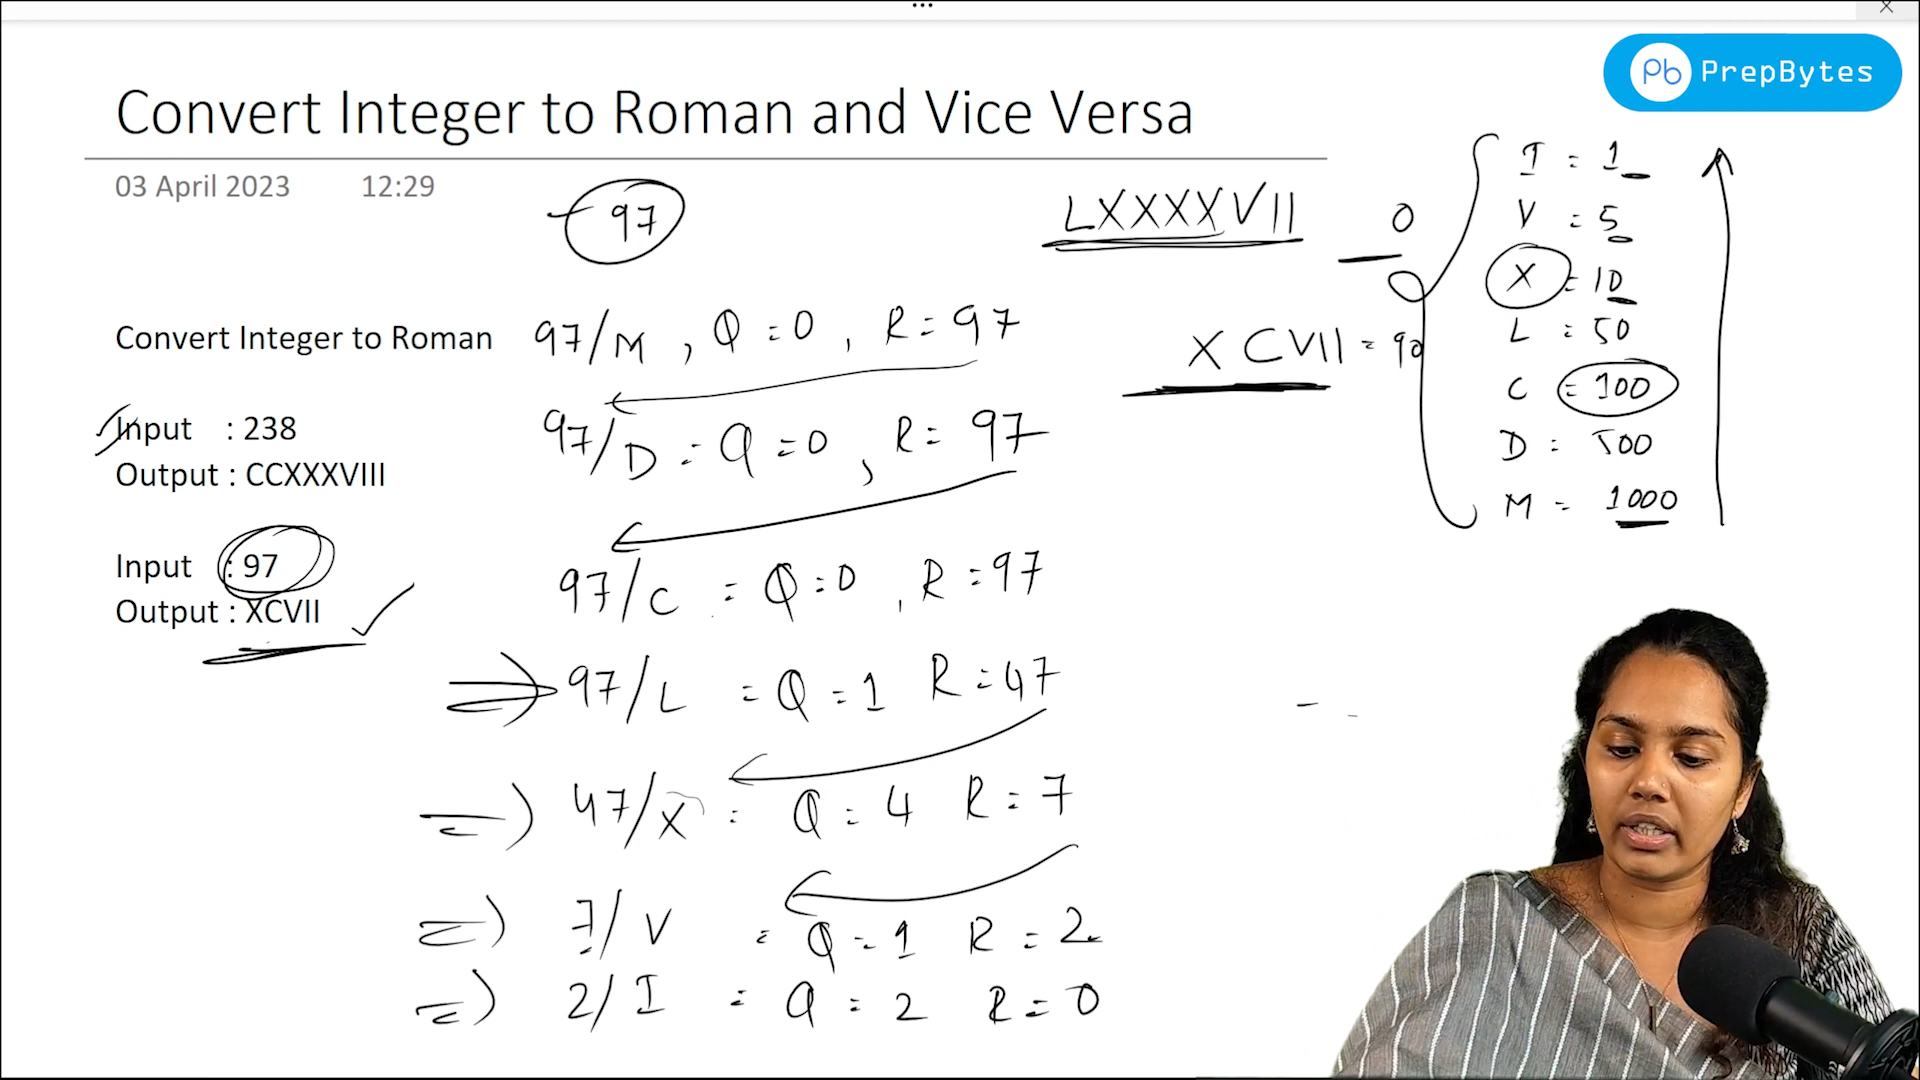 PrepBytes
Convert Integer to Roman and Vice Versa
03 April 2023 12:29
97
LXXXXVII
0
I : 1
V : 5
X : 10
L : 50
C = 100
D = 500
M = 1000
XCVII = 90
Convert Integer to Roman
Input : 238
Output : CCXXXVIII
Input : 97
Output : XCVII
97/M , Q = 0 , R = 97
97/D = Q = 0 , R = 97
97/C = Q = 0 , R = 97
97/L = Q = 1 R = 47
47/X = Q = 4 R = 7
7/V = Q = 1 R = 2
2/I = Q = 2 R = 0